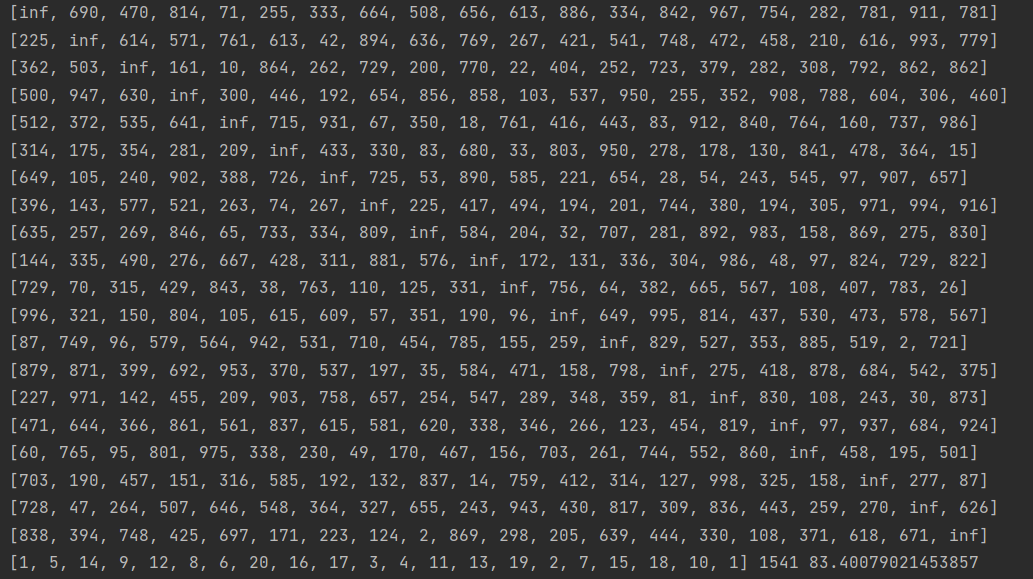 [inf, 690, 470, 814, 71, 255, 333, 664, 508, 656, 613, 886, 334, 842, 967, 754, 282, 781, 911, 781]
[225, inf, 614, 571, 761, 613, 42, 894, 636, 769, 267, 421, 541, 748, 472, 458, 210, 616, 993, 779]
[362, 503, inf, 161, 10, 864, 262, 729, 200, 770, 22, 404, 252, 723, 379, 282, 308, 792, 862, 862]
[500, 947, 630, inf, 300, 446, 192, 654, 856, 858, 103, 537, 950, 255, 352, 908, 788, 604, 306, 460]
[512, 372, 535, 641, inf, 715, 931, 67, 350, 18, 761, 416, 443, 83, 912, 840, 764, 160, 737, 986]
[314, 175, 354, 281, 209, inf, 433, 330, 83, 680, 33, 803, 950, 278, 178, 130, 841, 478, 364, 15]
[649, 105, 240, 902, 388, 726, inf, 725, 53, 890, 585, 221, 654, 28, 54, 243, 545, 97, 907, 657]
[396, 143, 577, 521, 263, 74, 267, inf, 225, 417, 494, 194, 201, 744, 380, 194, 305, 971, 994, 916]
[635, 257, 269, 846, 65, 733, 334, 809, inf, 584, 204, 32, 707, 281, 892, 983, 158, 869, 275, 830]
[144, 335, 490, 276, 667, 428, 311, 881, 576, inf, 172, 131, 336, 304, 986, 48, 97, 824, 729, 822]
[729, 70, 315, 429, 843, 38, 763, 110, 125, 331, inf, 756, 64, 382, 665, 567, 108, 407, 783, 26]
[996, 321, 150, 804, 105, 615, 609, 57, 351, 190, 96, inf, 649, 995, 814, 437, 530, 473, 578, 567]
[87, 749, 96, 579, 564, 942, 531, 710, 454, 785, 155, 259, inf, 829, 527, 353, 885, 519, 2, 721]
[879, 871, 399, 692, 953, 370, 537, 197, 35, 584, 471, 158, 798, inf, 275, 418, 878, 684, 542, 375]
[227, 971, 142, 455, 209, 903, 758, 657, 254, 547, 289, 348, 359, 81, inf, 830, 108, 243, 30, 873]
[471, 644, 366, 861, 561, 837, 615, 581, 620, 338, 346, 266, 123, 454, 819, inf, 97, 937, 684, 924]
[60, 765, 95, 801, 975, 338, 230, 49, 170, 467, 156, 703, 261, 744, 552, 860, inf, 458, 195, 501]
[703, 190, 457, 151, 316, 585, 192, 132, 837, 14, 759, 412, 314, 127, 998, 325, 158, inf, 277, 87]
[728, 47, 264, 507, 646, 548, 364, 327, 655, 243, 943, 430, 817, 309, 836, 443, 259, 270, inf, 626]
[838, 394, 748, 425, 697, 171, 223, 124, 2, 869, 298, 205, 639, 444, 330, 108, 371, 618, 671, inf]
[1, 5, 14, 9, 12, 8, 6, 20, 16, 17, 3, 4, 11, 13, 19, 2, 7, 15, 18, 10, 1] 1541 83.40079021453857